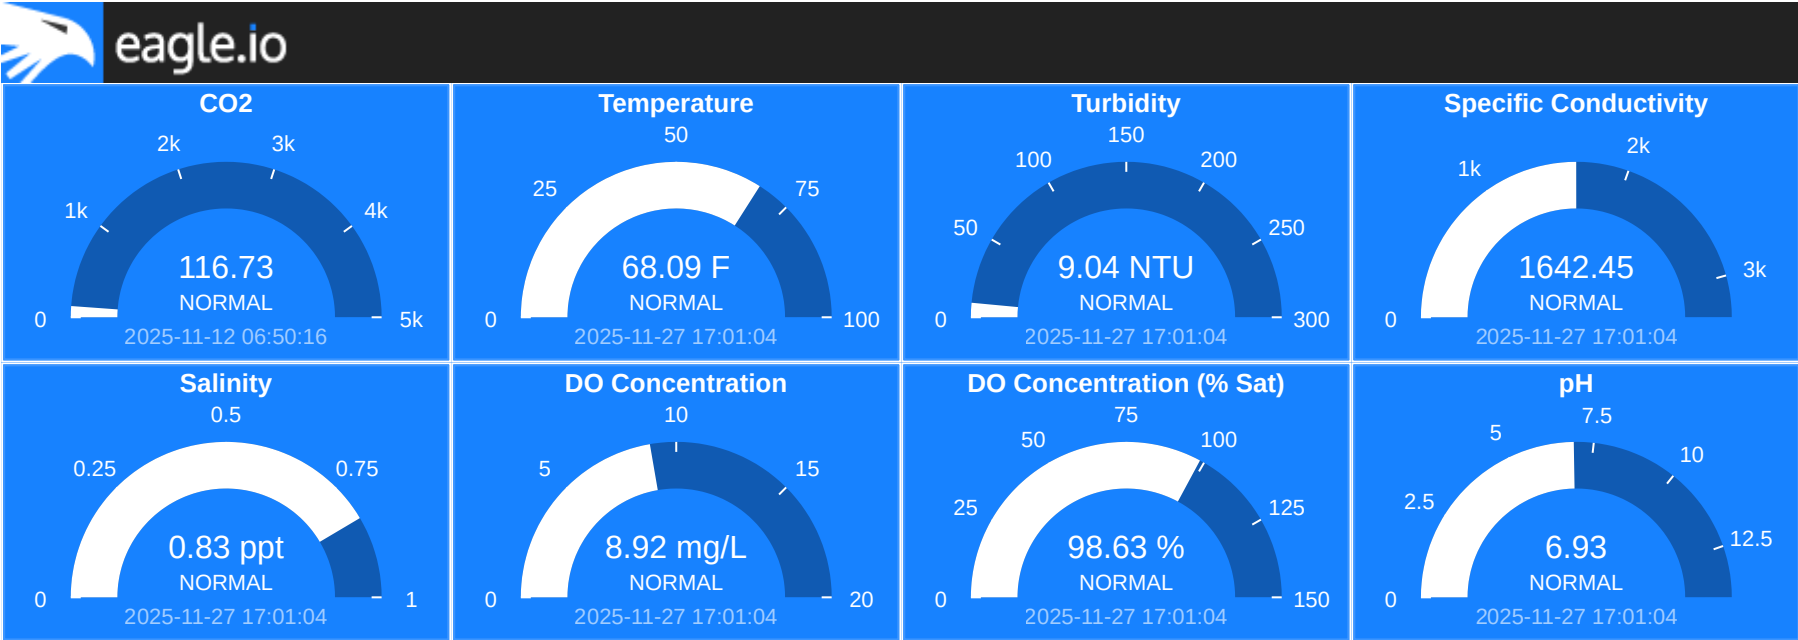 eagle.io
CO2
0
1k
2k
3k
4k
5k
116.73
NORMAL
2025-11-12 06:50:16
Temperature
0
25
50
75
100
68.09 F
NORMAL
2025-11-27 17:01:04
Turbidity
0
50
100
150
200
250
300
9.04 NTU
NORMAL
2025-11-27 17:01:04
Specific Conductivity
0
1k
2k
3k
1642.45
NORMAL
2025-11-27 17:01:04
Salinity
0
0.25
0.5
0.75
1
0.83 ppt
NORMAL
2025-11-27 17:01:04
DO Concentration
0
5
10
15
20
8.92 mg/L
NORMAL
2025-11-27 17:01:04
DO Concentration (% Sat)
0
25
50
75
100
125
150
98.63 %
NORMAL
2025-11-27 17:01:04
pH
0
2.5
5
7.5
10
12.5
6.93
NORMAL
2025-11-27 17:01:04